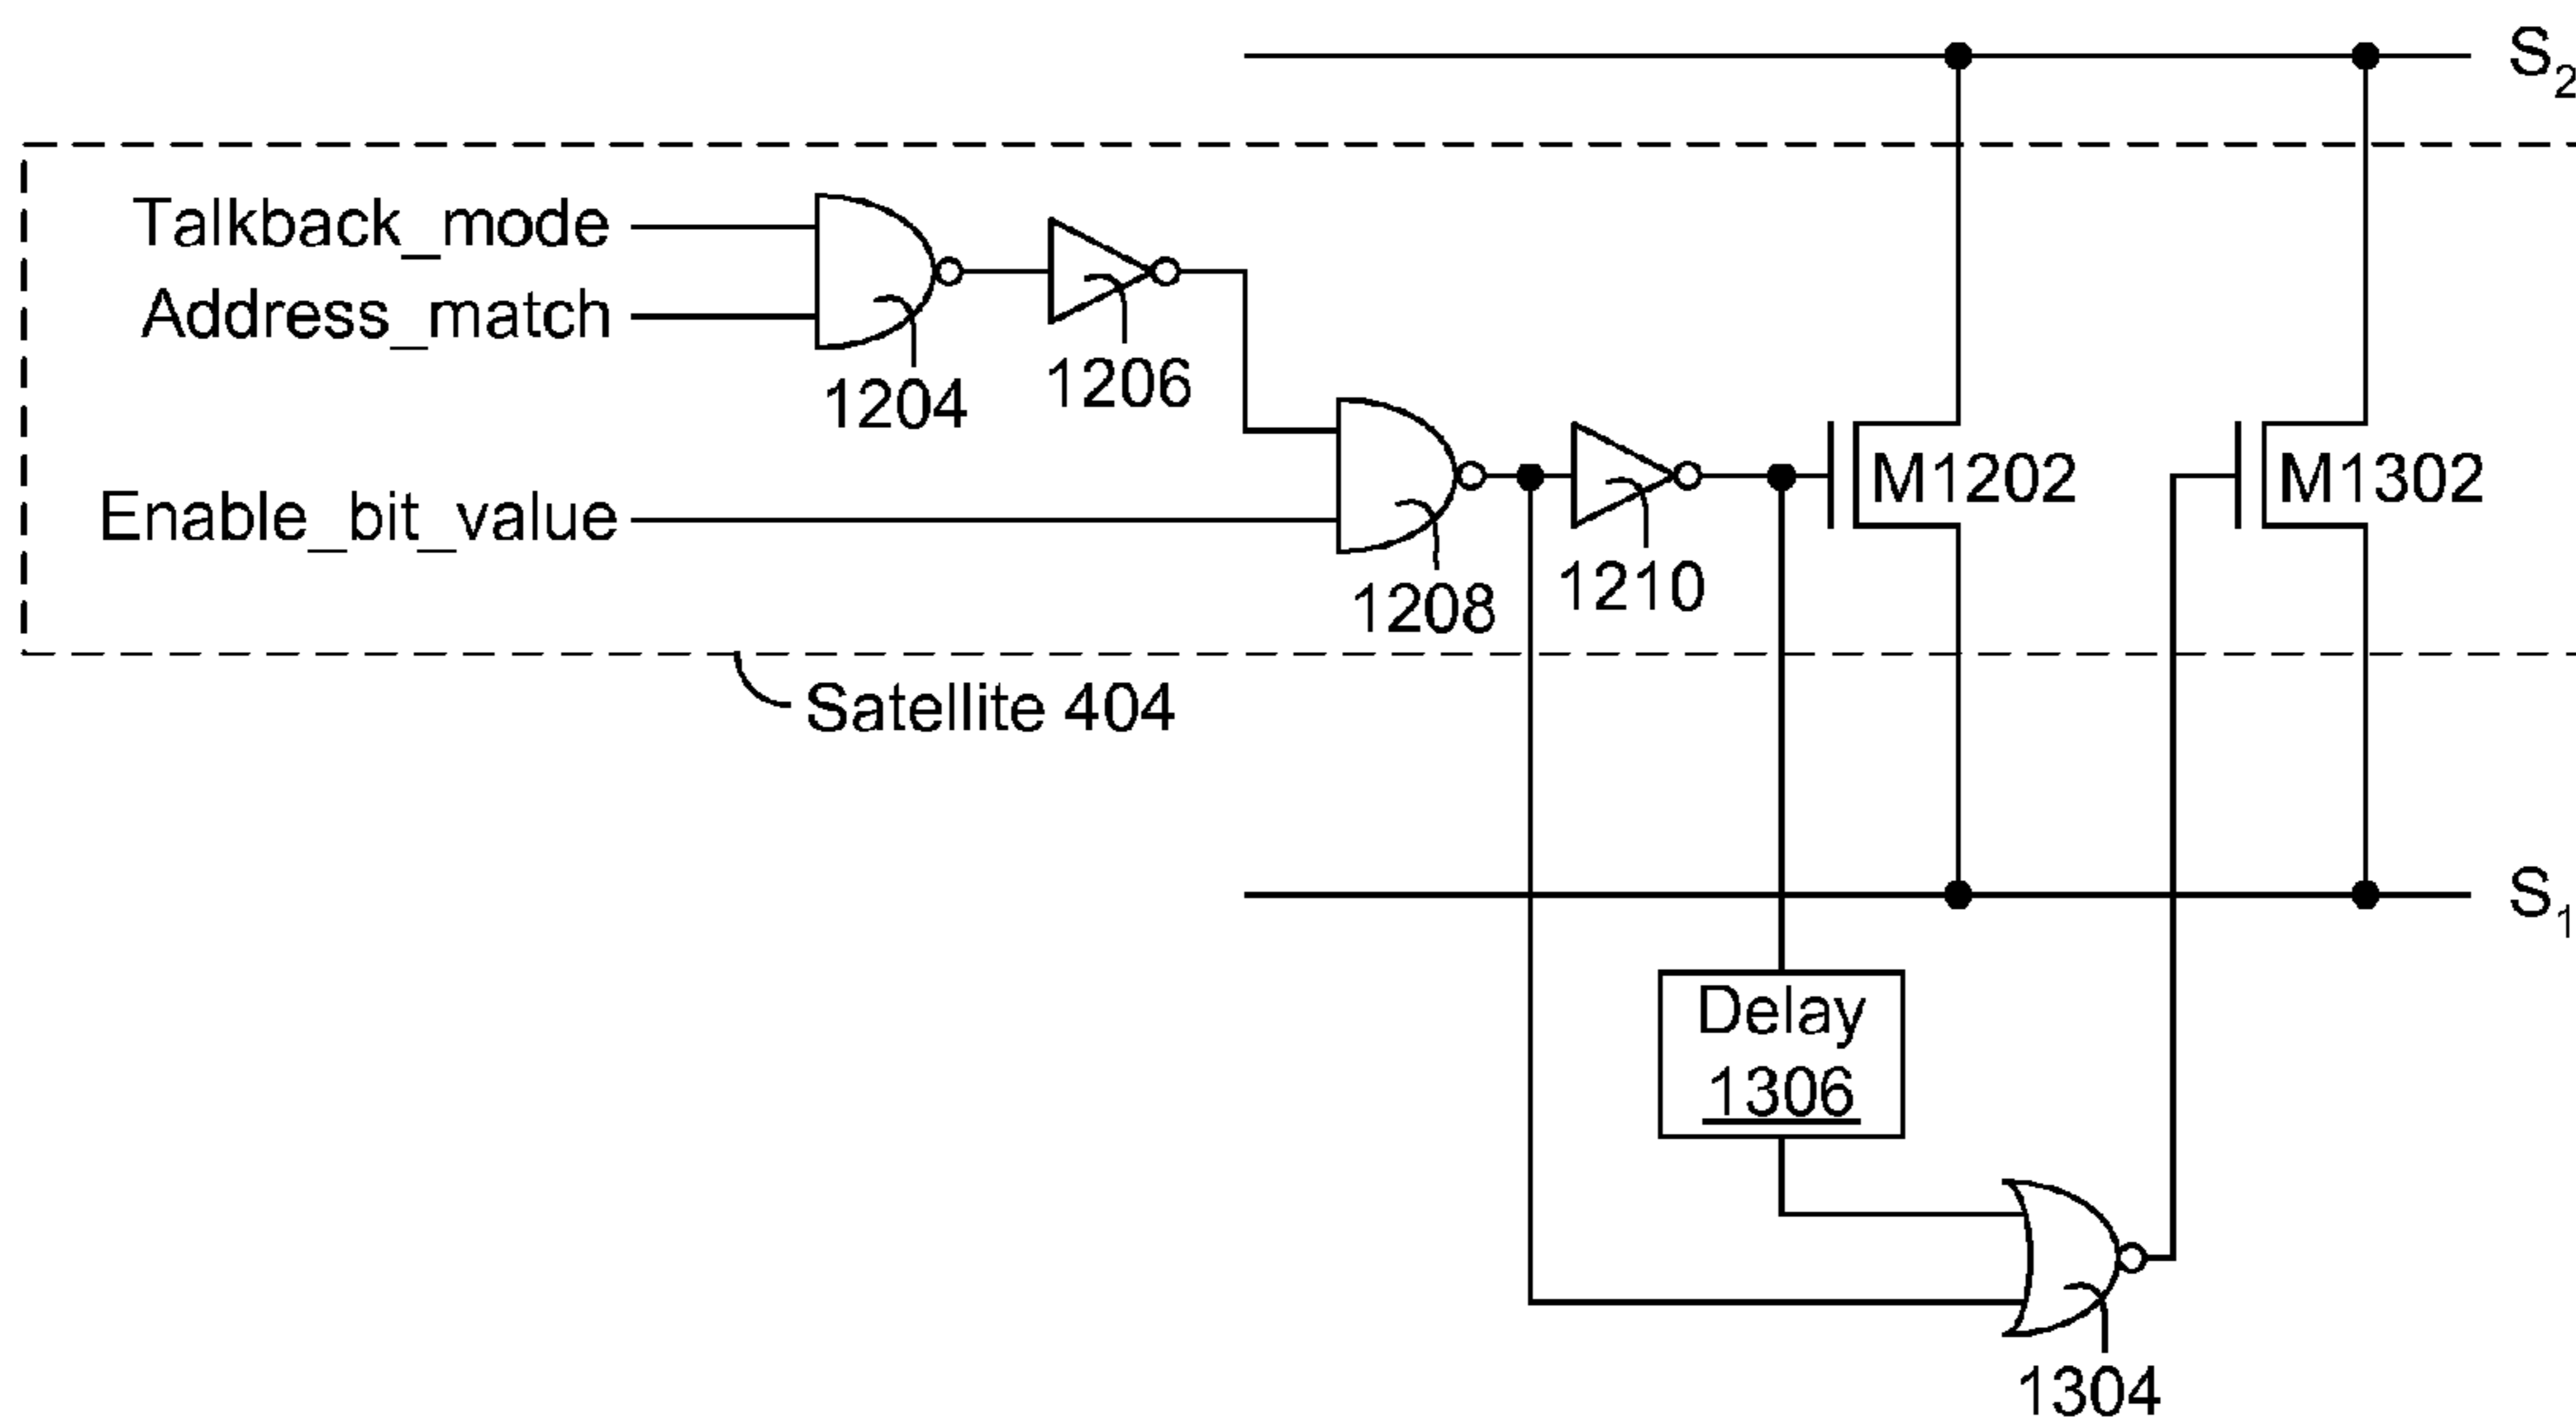 S2
Talkback_mode
Address_match
1204
1206
Enable_bit_value
M1202
M1302
1208
1210
Satellite 404
S1
Delay
1306
1304